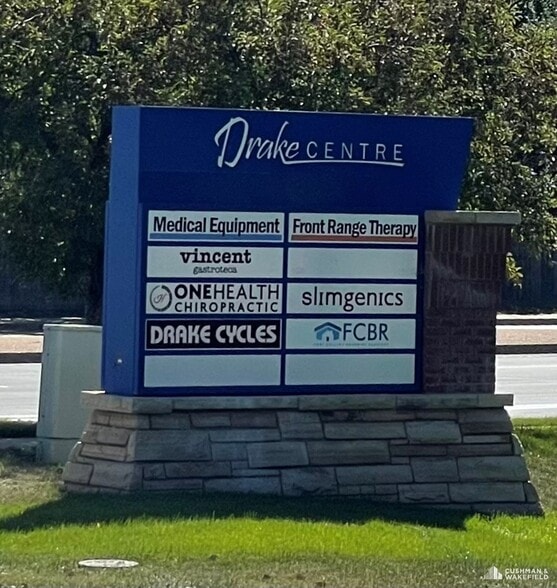 Drake CENTRE
Medical Equipment
Front Range Therapy
vincent
gastroteca
ONEHEALTH
CHIROPRACTIC
slimgenics
DRAKE CYCLES
FCBR
CUSHMAN &
WAKEFIELD